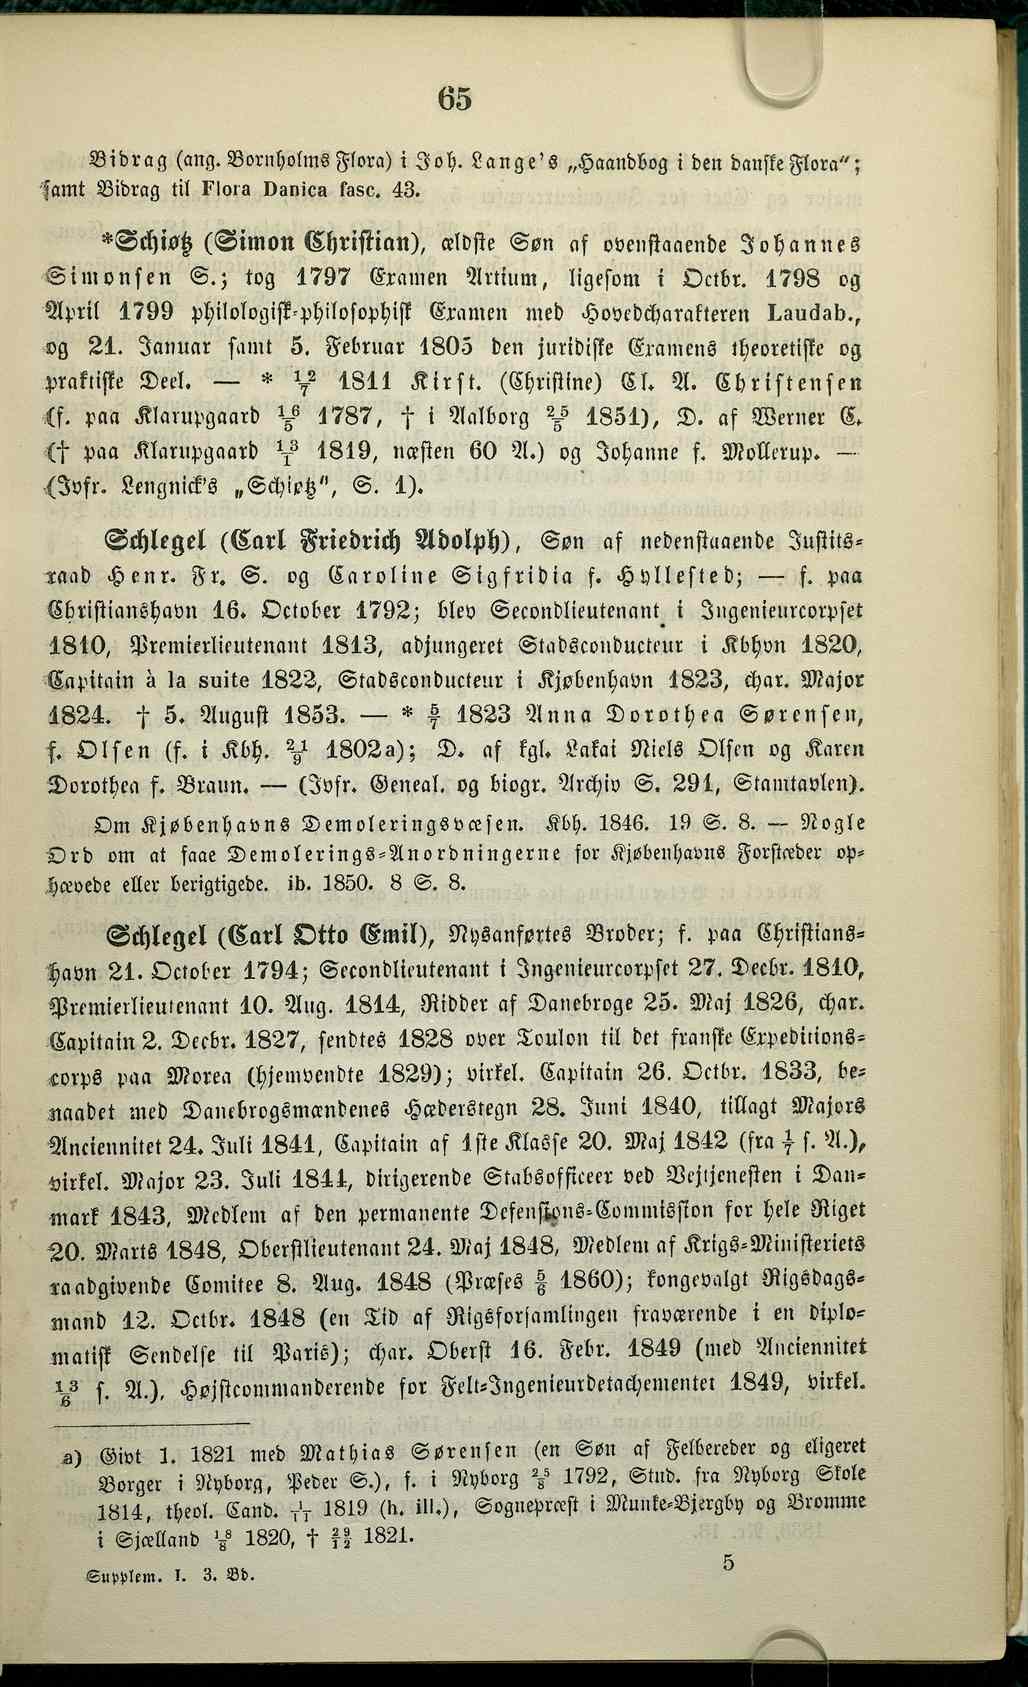 65
Bidrag (ang. Bornholms Flora) i Joh. Lange's „Haandbog i den danske Flora“;
samt Bidrag til Flora Danica fasc. 43.
*Schiøtz (Simon Christian), ældste Søn af ovenstaaende Johannes
Simonsen S.; tog 1797 Examen Artium, ligesom i Octbr. 1798 og
April 1799 philologisk-philosophisk Examen med Hovedcharakteren Laudab.,
og 21. Januar samt 5. Februar 1805 den juridiske Examens theoretiske og
praktiske Deel. — * 12/7 1811 Kirst. (Christine) Cl. A. Christensen
(f. paa Klarupgaard 16/5 1787, † i Aalborg 25/5 1851), D. af Werner C.
(† paa Klarupgaard 13/1 1819, næsten 60 A.) og Johanne f. Mollerup. —
(Jvfr. Lengnick's „Schiøtz“, S. 1).
Schlegel (Carl Friedrich Adolph), Søn af nedenstaaende Justits-
raad Henr. Fr. S. og Caroline Sigfridia f. Hyllested; — f. paa
Christianshavn 16. October 1792; blev Secondlieutenant i Ingenieurcorpset
1810, Premierlieutenant 1813, adjungeret Stadsconducteur i Kbhvn 1820,
Capitain à la suite 1822, Stadsconducteur i Kjøbenhavn 1823, char. Major
1824. † 5. August 1853. — * 5/7 1823 Anna Dorothea Sørensen,
f. Olsen (f. i Kbh. 21/9 1802a); D. af kgl. Lakai Niels Olsen og Karen
Dorothea f. Braun. — (Jvfr. Geneal. og biogr. Archiv S. 291, Stamtavlen).
Om Kjøbenhavns Demoleringsvæsen. Kbh. 1846. 19 S. 8. — Nogle
Ord om at faae Demolerings-Anordningerne for Kjøbenhavns Forstæder op-
hævede eller berigtigede. ib. 1850. 8 S. 8.
Schlegel (Carl Otto Emil), Nysanførtes Broder; f. paa Christians-
havn 21. October 1794; Secondlieutenant i Ingenieurcorpset 27. Decbr. 1810,
Premierlieutenant 10. Aug. 1814, Ridder af Danebroge 25. Maj 1826, char.
Capitain 2. Decbr. 1827, sendtes 1828 over Toulon til det franske Expeditions-
corps paa Morea (hjemvendte 1829); virkel. Capitain 26. Octbr. 1833, be-
naadet med Danebrogsmændenes Hæderstegn 28. Juni 1840, tillagt Majors
Anciennitet 24. Juli 1841, Capitain af 1ste Klasse 20. Maj 1842 (fra 1/7 s. A.),
virkel. Major 23. Juli 1841, dirigerende Stabsofficeer ved Vejtjenesten i Dan-
mark 1843, Medlem af den permanente Defensions-Commission for hele Riget
20. Marts 1848, Oberstlieutenant 24. Maj 1848, Medlem af Krigs-Ministeriets
raadgivende Comitee 8. Aug. 1848 (Præses 5/6 1860); kongevalgt Rigsdags-
mand 12. Octbr. 1848 (en Tid af Rigsforsamlingen fraværende i en diplo-
matisk Sendelse til Paris); char. Oberst 16. Febr. 1849 (med Anciennitet
13/6 s. A.), Højstcommanderende for Felt-Ingenieurdetachementet 1849, virkel.
a) Givt 1. 1821 med Mathias Sørensen (en Søn af Felbereder og eligeret
Borger i Nyborg, Peder S.), f. i Nyborg 25/8 1792, Stud. fra Nyborg Skole
1814, theol. Cand. 1/11 1819 (h. ill.), Sognepræst i Munke-Bjergby og Bromme
i Sjælland 18/8 1820, † 29/12 1821.
Supplem. I. 3. Bd.
5